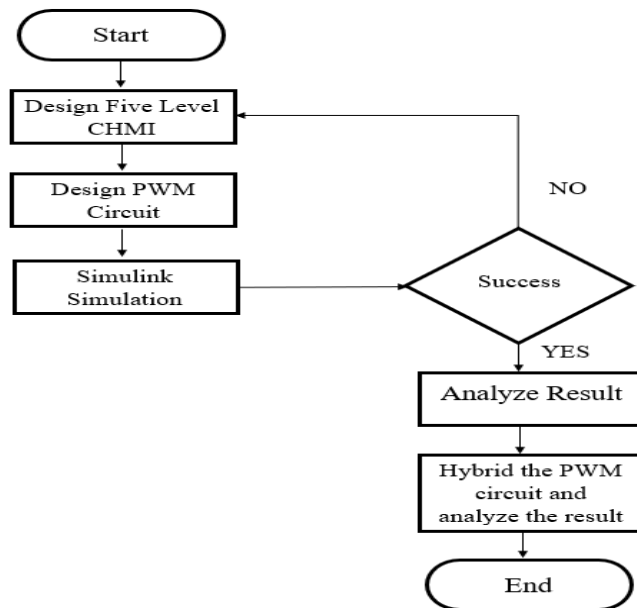 Start
Design Five Level
CHMI
Design PWM
Circuit
Simulink
Simulation
NO
Success
YES
Analyze Result
Hybrid the PWM
circuit and
analyze the result
End